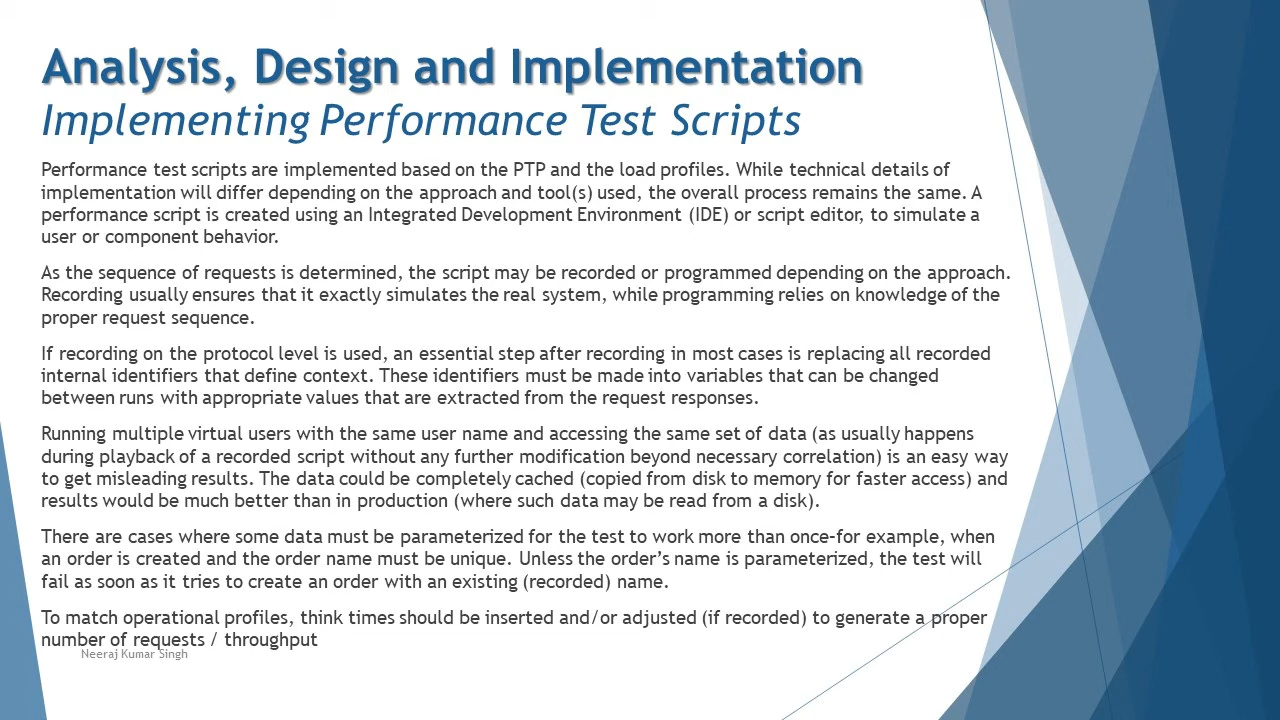 Analysis, Design and Implementation
Implementing Performance Test Scripts
Performance test scripts are implemented based on the PTP and the load profiles. While technical details of
implementation will differ depending on the approach and tool(s) used, the overall process remains the same. A
performance script is created using an Integrated Development Environment (IDE) or script editor, to simulate a
user or component behavior.
As the sequence of requests is determined, the script may be recorded or programmed depending on the approach.
Recording usually ensures that it exactly simulates the real system, while programming relies on knowledge of the
proper request sequence.
If recording on the protocol level is used, an essential step after recording in most cases is replacing all recorded
internal identifiers that define context. These identifiers must be made into variables that can be changed
between runs with appropriate values that are extracted from the request responses.
Running multiple virtual users with the same user name and accessing the same set of data (as usually happens
during playback of a recorded script without any further modification beyond necessary correlation) is an easy way
to get misleading results. The data could be completely cached (copied from disk to memory for faster access) and
results would be much better than in production (where such data may be read from a disk).
There are cases where some data must be parameterized for the test to work more than once–for example, when
an order is created and the order name must be unique. Unless the order’s name is parameterized, the test will
fail as soon as it tries to create an order with an existing (recorded) name.
To match operational profiles, think times should be inserted and/or adjusted (if recorded) to generate a proper
number of requests / throughput
Neeraj Kumar Singh